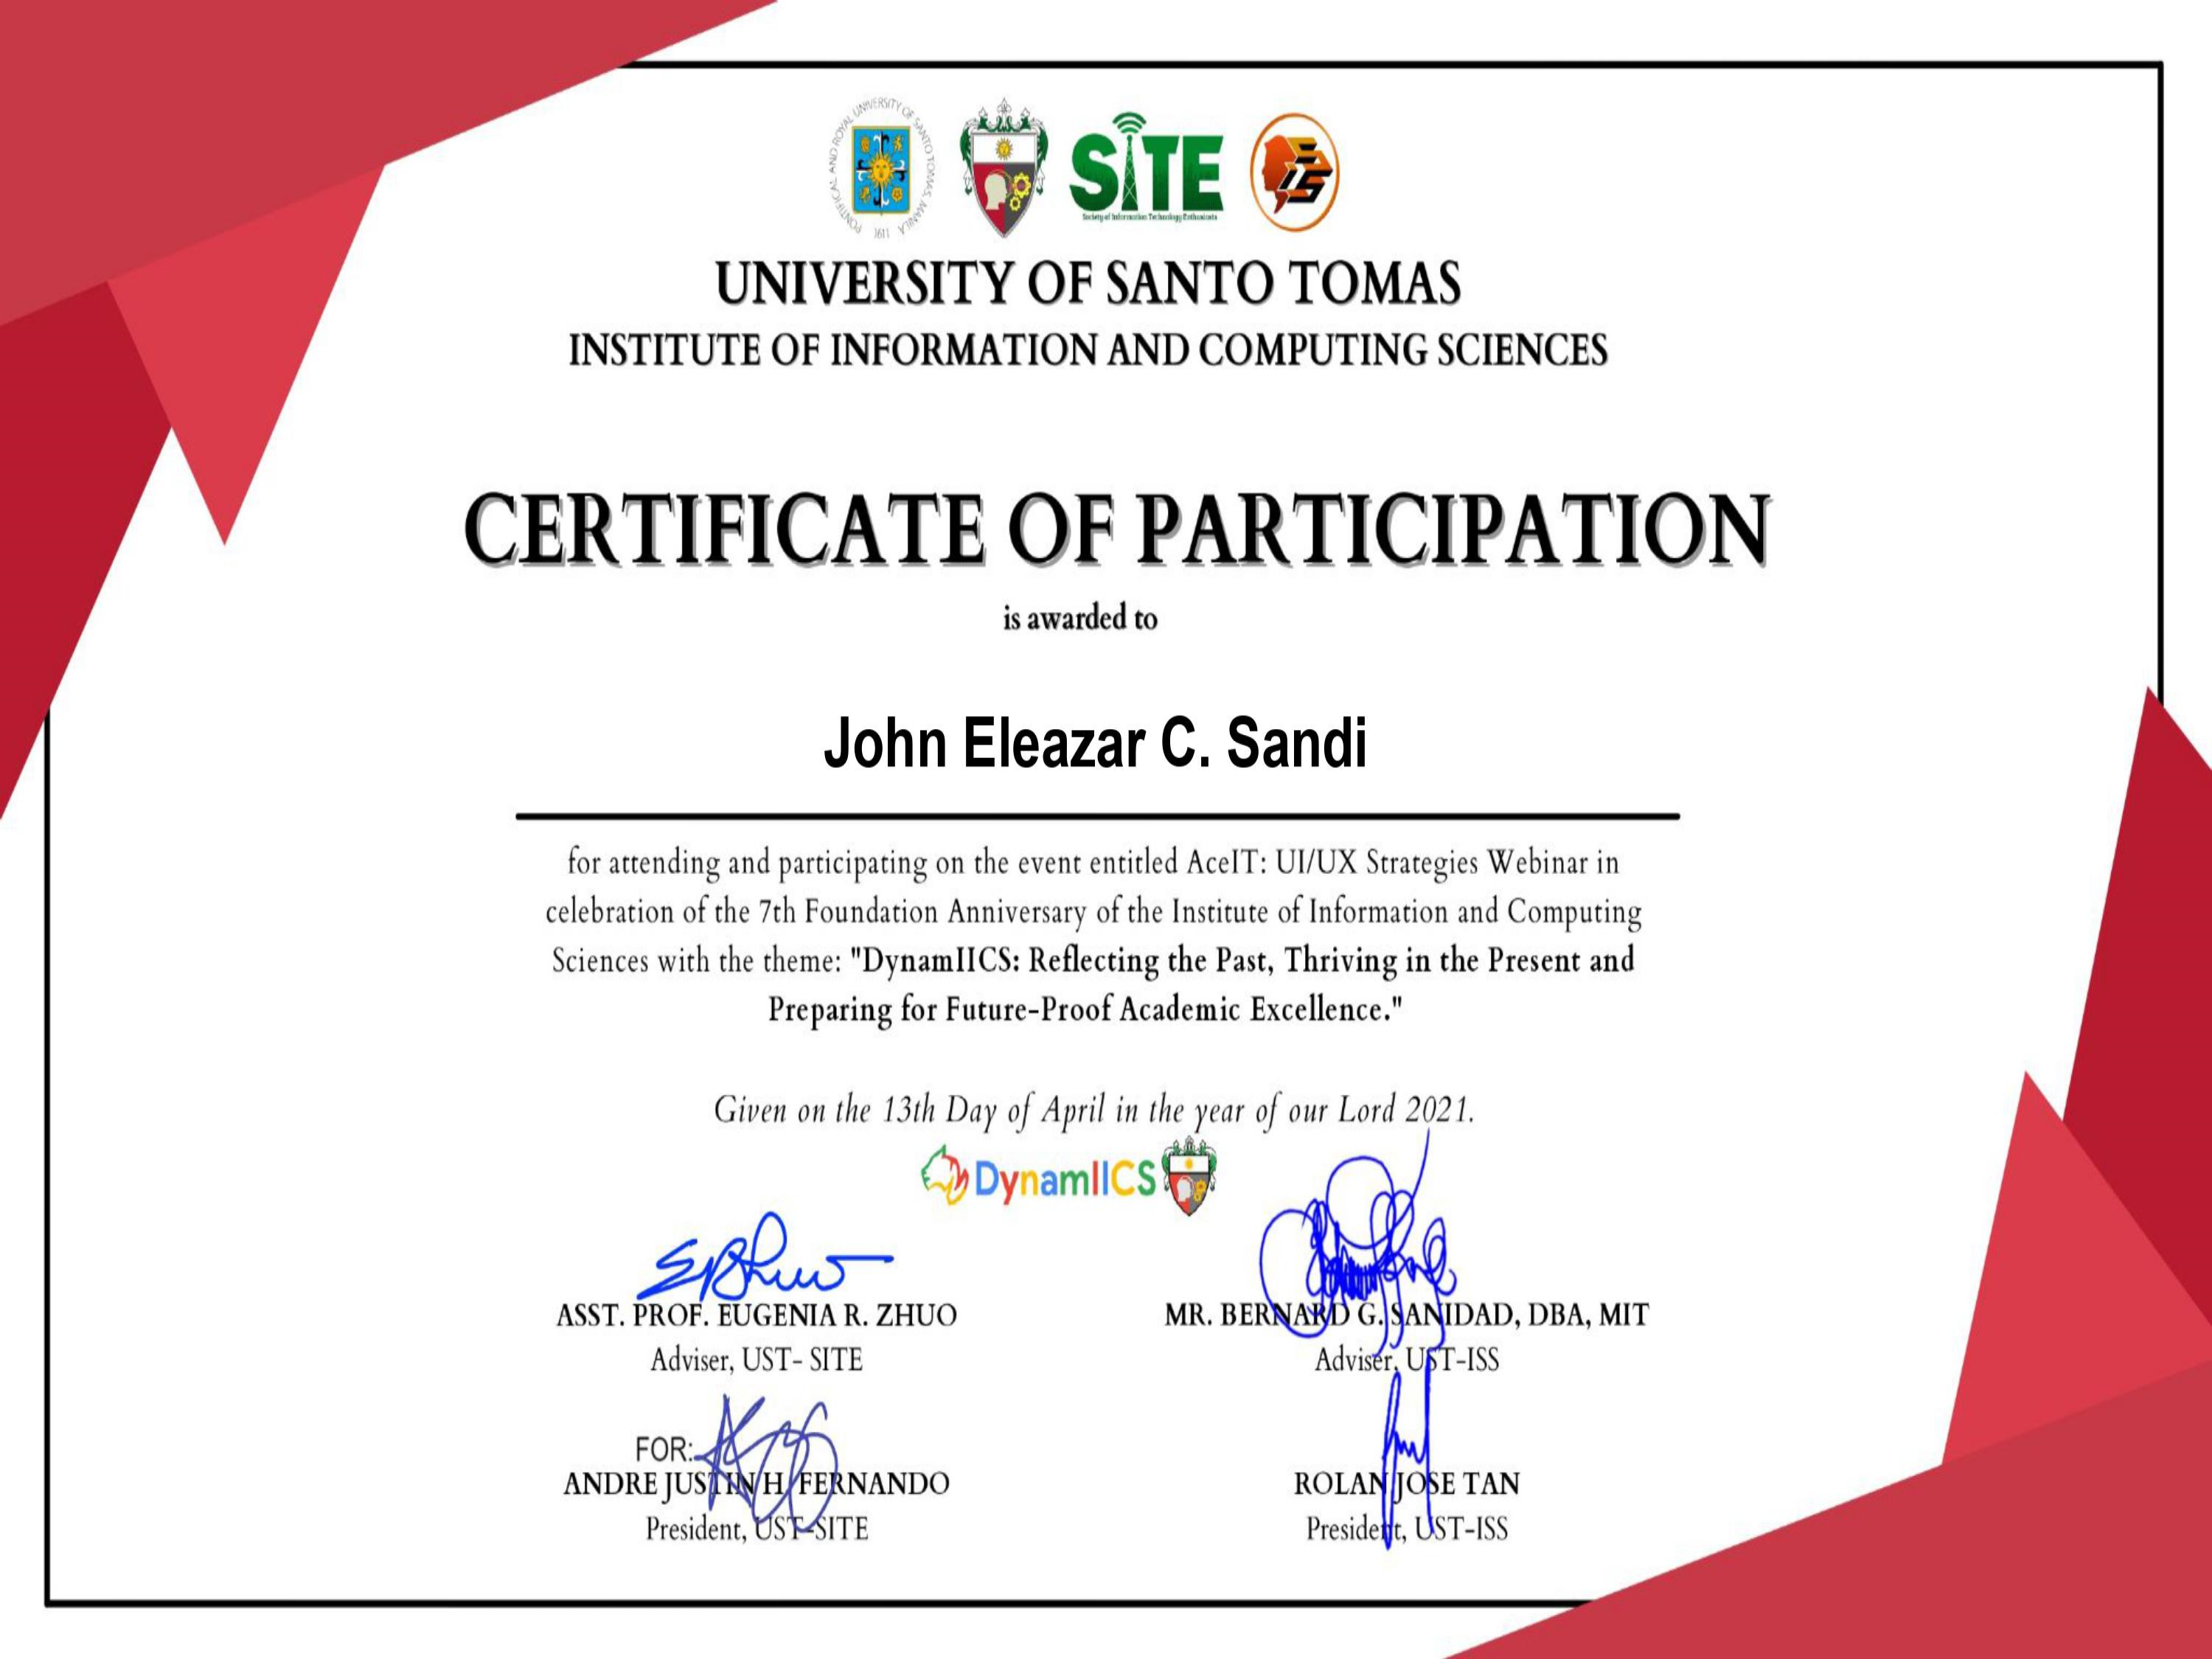 PONTIFICAL AND ROYAL UNIVERSITY OF SANTO TOMAS, MANILA
1611
SITE
Society of Information Technology Enthusiasts
UNIVERSITY OF SANTO TOMAS
INSTITUTE OF INFORMATION AND COMPUTING SCIENCES
CERTIFICATE OF PARTICIPATION
is awarded to
John Eleazar C. Sandi
for attending and participating on the event entitled AceIT: UI/UX Strategies Webinar in
celebration of the 7th Foundation Anniversary of the Institute of Information and Computing
Sciences with the theme: "DynamIICS: Reflecting the Past, Thriving in the Present and
Preparing for Future-Proof Academic Excellence."
Given on the 13th Day of April in the year of our Lord 2021.
DynamIICS
ASST. PROF. EUGENIA R. ZHUO
Adviser, UST- SITE
MR. BERNARD G. SANIDAD, DBA, MIT
Adviser, UST-ISS
FOR:
ANDRE JUSTIN H. FERNANDO
President, UST-SITE
ROLAN JOSE TAN
President, UST-ISS